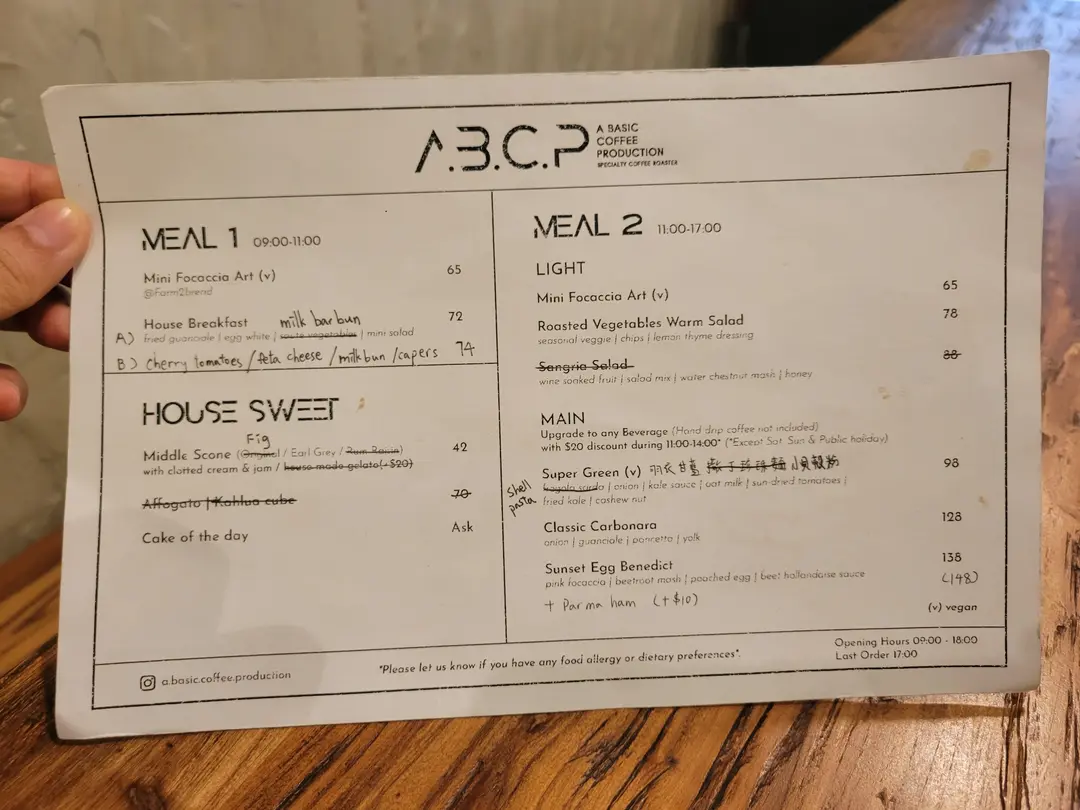 A.B.C.P
A BASIC
COFFEE
PRODUCTION
SPECIALTY COFFEE ROASTER
MEAL 1 09:00-11:00
Mini Focaccia Art (v) 65
@Farm2brend
House Breakfast milk bar bun 72
A) fried guanciale | egg white | saute vegetables | mini salad
B) Cherry tomatoes / feta cheese / milk bun / capers 74
HOUSE SWEET
Fig
Middle Scone (Original / Earl Grey / Rum Raisin) 42
with clotted cream & jam / house made gelato(+$20)
Affogato | Kahlua cube 70
Cake of the day Ask
MEAL 2 11:00-17:00
LIGHT
Mini Focaccia Art (v) 65
Roasted Vegetables Warm Salad 78
seasonal veggie | chips | lemon thyme dressing
Sangria Salad 88
wine soaked fruit | salad mix | water chestnut mash | honey
MAIN
Upgrade to any Beverage (Hand drip coffee not included)
with $20 discount during 11:00-14:00* (*Except Sat, Sun & Public holiday)
Super Green (v) 羽衣甘藍 小貝殼粉 98
shell pasta
| onion | kale sauce | oat milk | sun-dried tomatoes |
fried kale | cashew nut
Classic Carbonara 128
onion | guanciale | pancetta | yolk
Sunset Egg Benedict 138
pink focaccia | beetroot mash | poached egg | beet hollandaise sauce (148)
+ Parma ham (+$10)
(v) vegan
a.basic.coffee.production
*Please let us know if you have any food allergy or dietary preferences*.
Opening Hours 09:00 - 18:00
Last Order 17:00